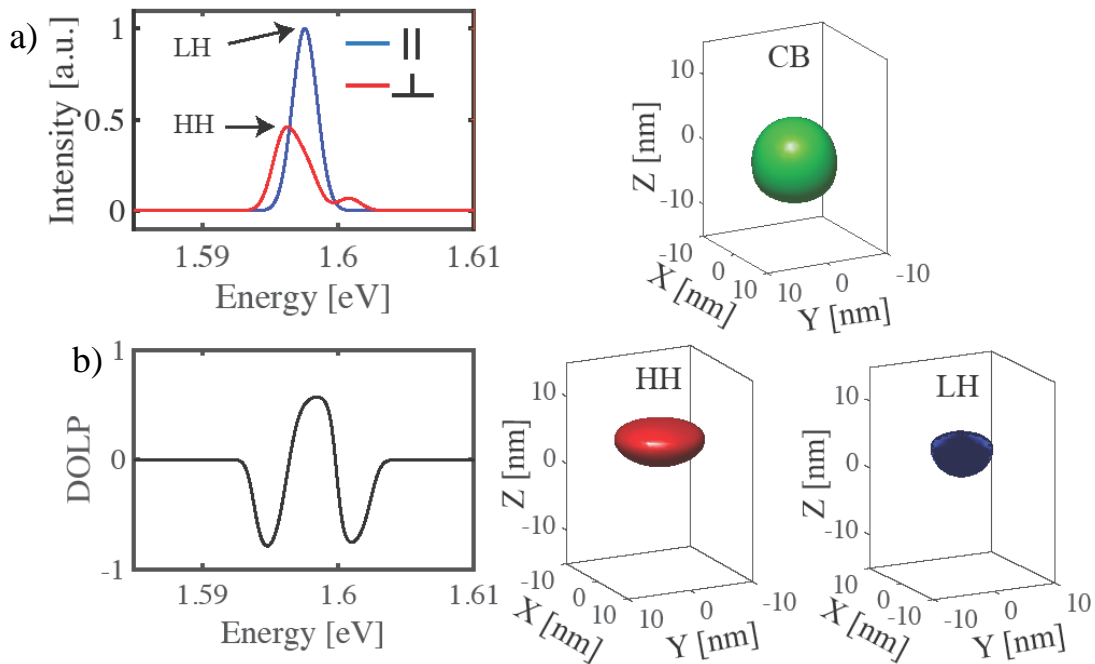 a)
Intensity [a.u.]
1
0.5
0
LH
HH
||
⊥
1.59
1.6
1.61
Energy [eV]
CB
Z [nm]
10
0
-10
-10
0
10
X [nm]
10
0
-10
Y [nm]
b)
DOLP
1
0
-1
1.59
1.6
1.61
Energy [eV]
HH
Z [nm]
10
0
-10
-10
0
10
X [nm]
10
0
-10
Y [nm]
LH
Z [nm]
10
0
-10
10
0
-10
X [nm]
-10
0
10
Y [nm]